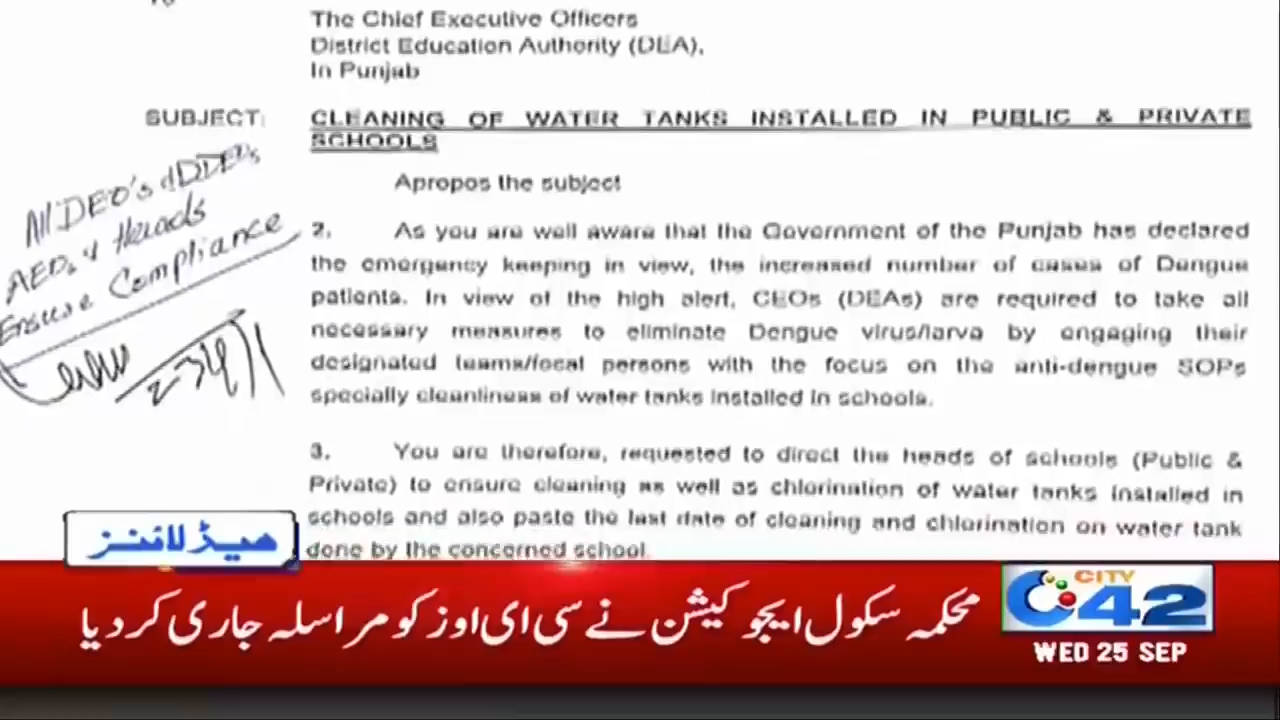 The Chief Executive Officers
District Education Authority (DEA),
In Punjab
SUBJECT: CLEANING OF WATER TANKS INSTALLED IN PUBLIC & PRIVATE
SCHOOLS
Apropos the subject
All DEO's
AEOs & Heads
Ensure Compliance
2. As you are well aware that the Government of the Punjab has declared
the emergency keeping in view, the increased number of cases of Dengue
patients. In view of the high alert, CEOs (DEAs) are required to take all
necessary measures to eliminate Dengue virus/larva by engaging their
designated teams/focal persons with the focus on the anti-dengue SOPs
specially cleanliness of water tanks installed in schools.
3. You are therefore, requested to direct the heads of schools (Public &
Private) to ensure cleaning as well as chlorination of water tanks installed in
schools and also paste the last date of cleaning and chlorination on water tank
done by the concerned school.
ہیڈلائنز
محکمہ سکول ایجوکیشن نے سی ای اوز کو مراسلہ جاری کر دیا
CITY
42
WED 25 SEP